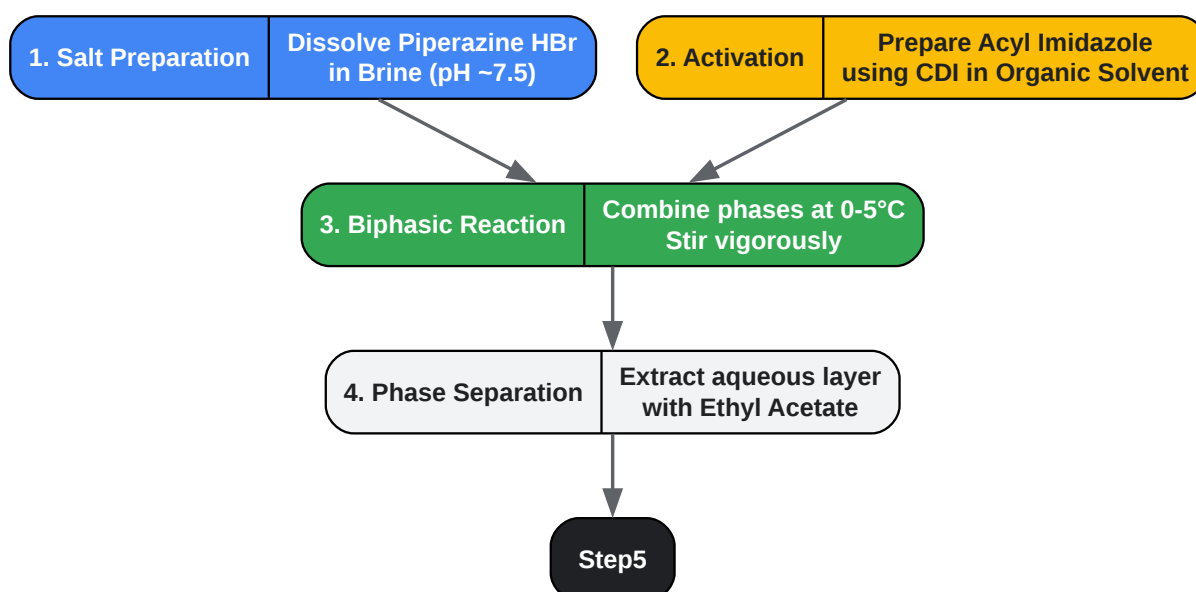 1. Salt Preparation
Dissolve Piperazine HBr
in Brine (pH ~7.5)
2. Activation
Prepare Acyl Imidazole
using CDI in Organic Solvent
3. Biphasic Reaction
Combine phases at 0-5°C
Stir vigorously
4. Phase Separation
Extract aqueous layer
with Ethyl Acetate
Step5